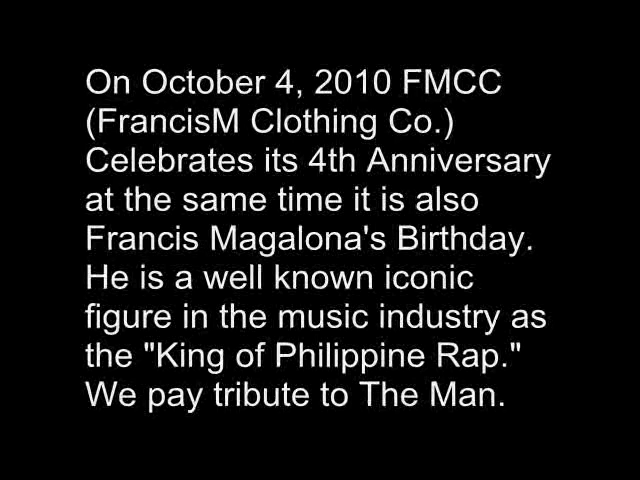 On October 4, 2010 FMCC
(FrancisM Clothing Co.)
Celebrates its 4th Anniversary
at the same time it is also
Francis Magalona's Birthday.
He is a well known iconic
figure in the music industry as
the "King of Philippine Rap."
We pay tribute to The Man.